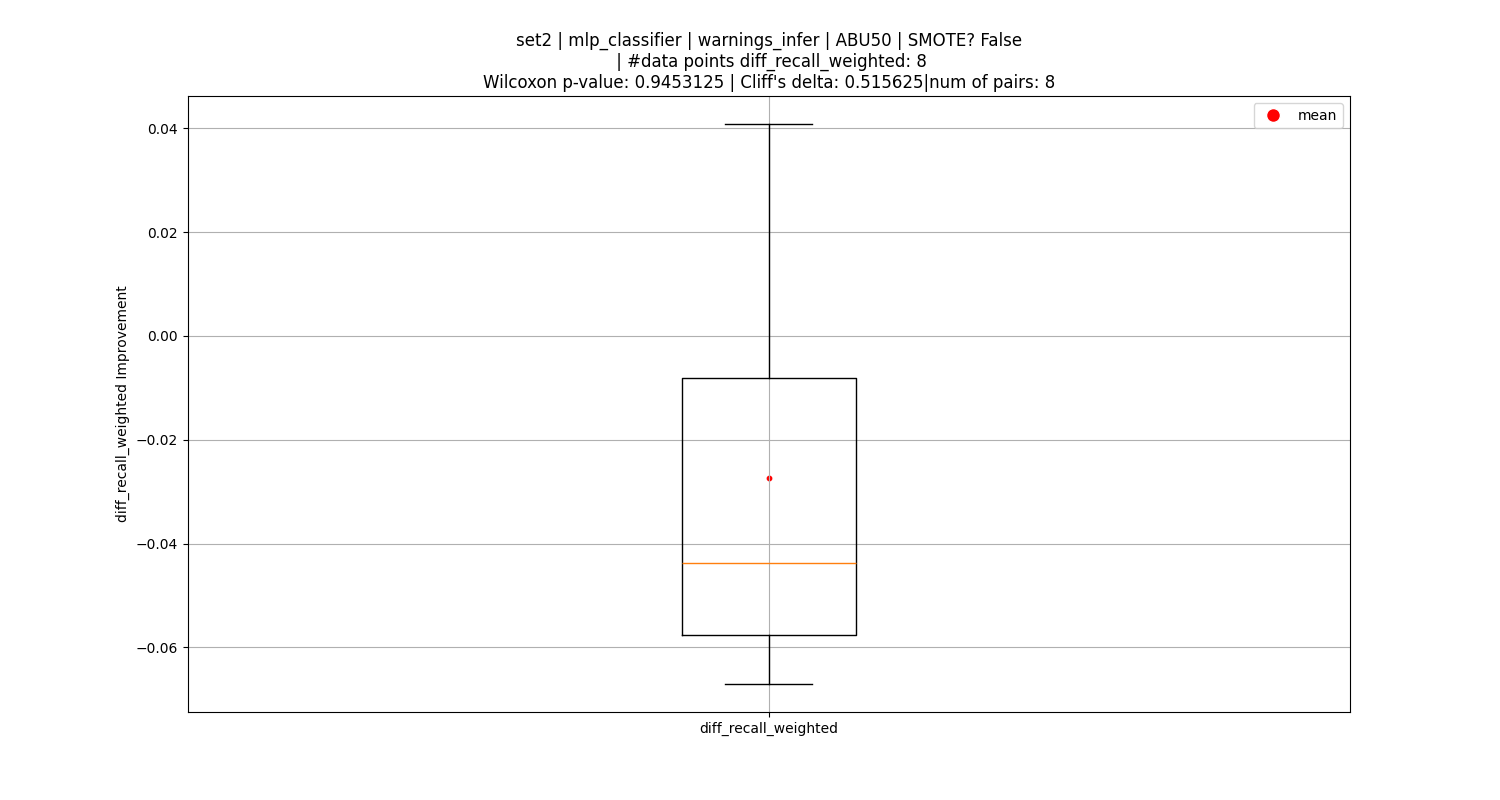 set2 | mlp_classifier | warnings_infer | ABU50 | SMOTE? False
| #data points diff_recall_weighted: 8
Wilcoxon p-value: 0.9453125 | Cliff's delta: 0.515625|num of pairs: 8
mean
0.04
0.02
0.00
−0.02
−0.04
−0.06
diff_recall_weighted Improvement
diff_recall_weighted